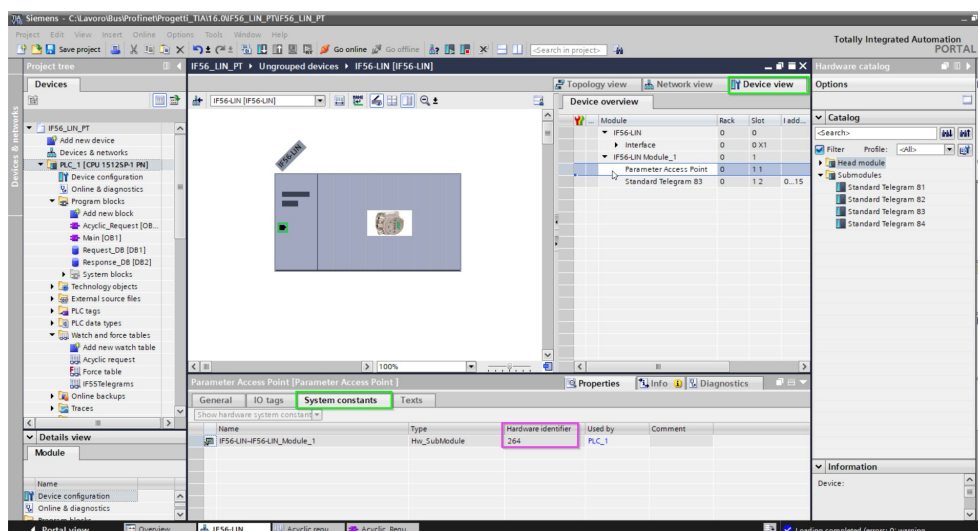 Siemens - C:\Lavoro\Bus\Profinet\Progetti_TIA\16.0\IF56_LIN_PT\IF56_LIN_PT
Project Edit View Insert Online Options Tools Window Help
Totally Integrated Automation
PORTAL
Save project
Go online
Go offline
<Search in project>
Project tree
IF56_LIN_PT ▸ Ungrouped devices ▸ IF56-LIN [IF56-LIN]
Hardware catalog
Devices
Topology view
Network view
Device view
Options
IF56-LIN [IF56-LIN]
Device overview
Devices & networks
IF56_LIN_PT
Add new device
Devices & networks
PLC_1 [CPU 1512SP-1 PN]
Device configuration
Online & diagnostics
Program blocks
Add new block
Acyclic_Request [OB...
Main [OB1]
Request_DB [DB1]
Response_DB [DB2]
System blocks
Technology objects
External source files
PLC tags
PLC data types
Watch and force tables
Add new watch table
Acyclic request
Force table
IF55Telegrams
Online backups
Traces
IF56-LIN
... Module Rack Slot I add...
IF56-LIN 0 0
Interface 0 0 X1
IF56-LIN Module_1 0 1
Parameter Access Point 0 1 1
Standard Telegram 83 0 1 2 0...15
Catalog
<Search>
Filter Profile: <All>
Head module
Submodules
Standard Telegram 81
Standard Telegram 82
Standard Telegram 83
Standard Telegram 84
100%
Parameter Access Point [Parameter Access Point ]
Properties
Info
Diagnostics
General IO tags System constants Texts
Show hardware system constant
Name Type Hardware identifier Used by Comment
IF56-LIN~IF56-LIN_Module_1 Hw_SubModule 264 PLC_1
Details view
Module
Name
Device configuration
Online & diagnostics
Program blocks
Information
Device:
Portal view
Overview
IF56-LIN
Acyclic requ...
Acyclic_Requ...